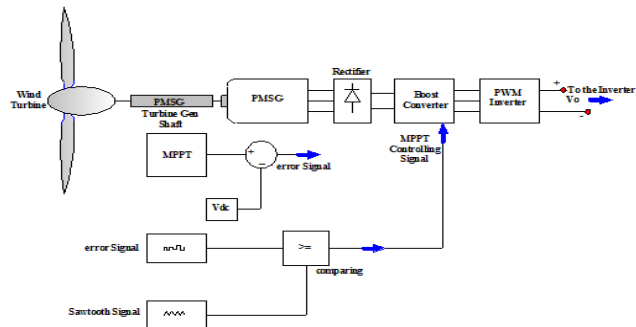 Wind
Turbine
PMSG
Turbine Gen
Shaft
PMSG
Rectifier
Boost
Converter
PWM
Inverter
+
To the Inverter
Vo
-
MPPT
+
-
error Signal
MPPT
Controlling
Signal
Vdc
error Signal
>=
comparing
Sawtooth Signal